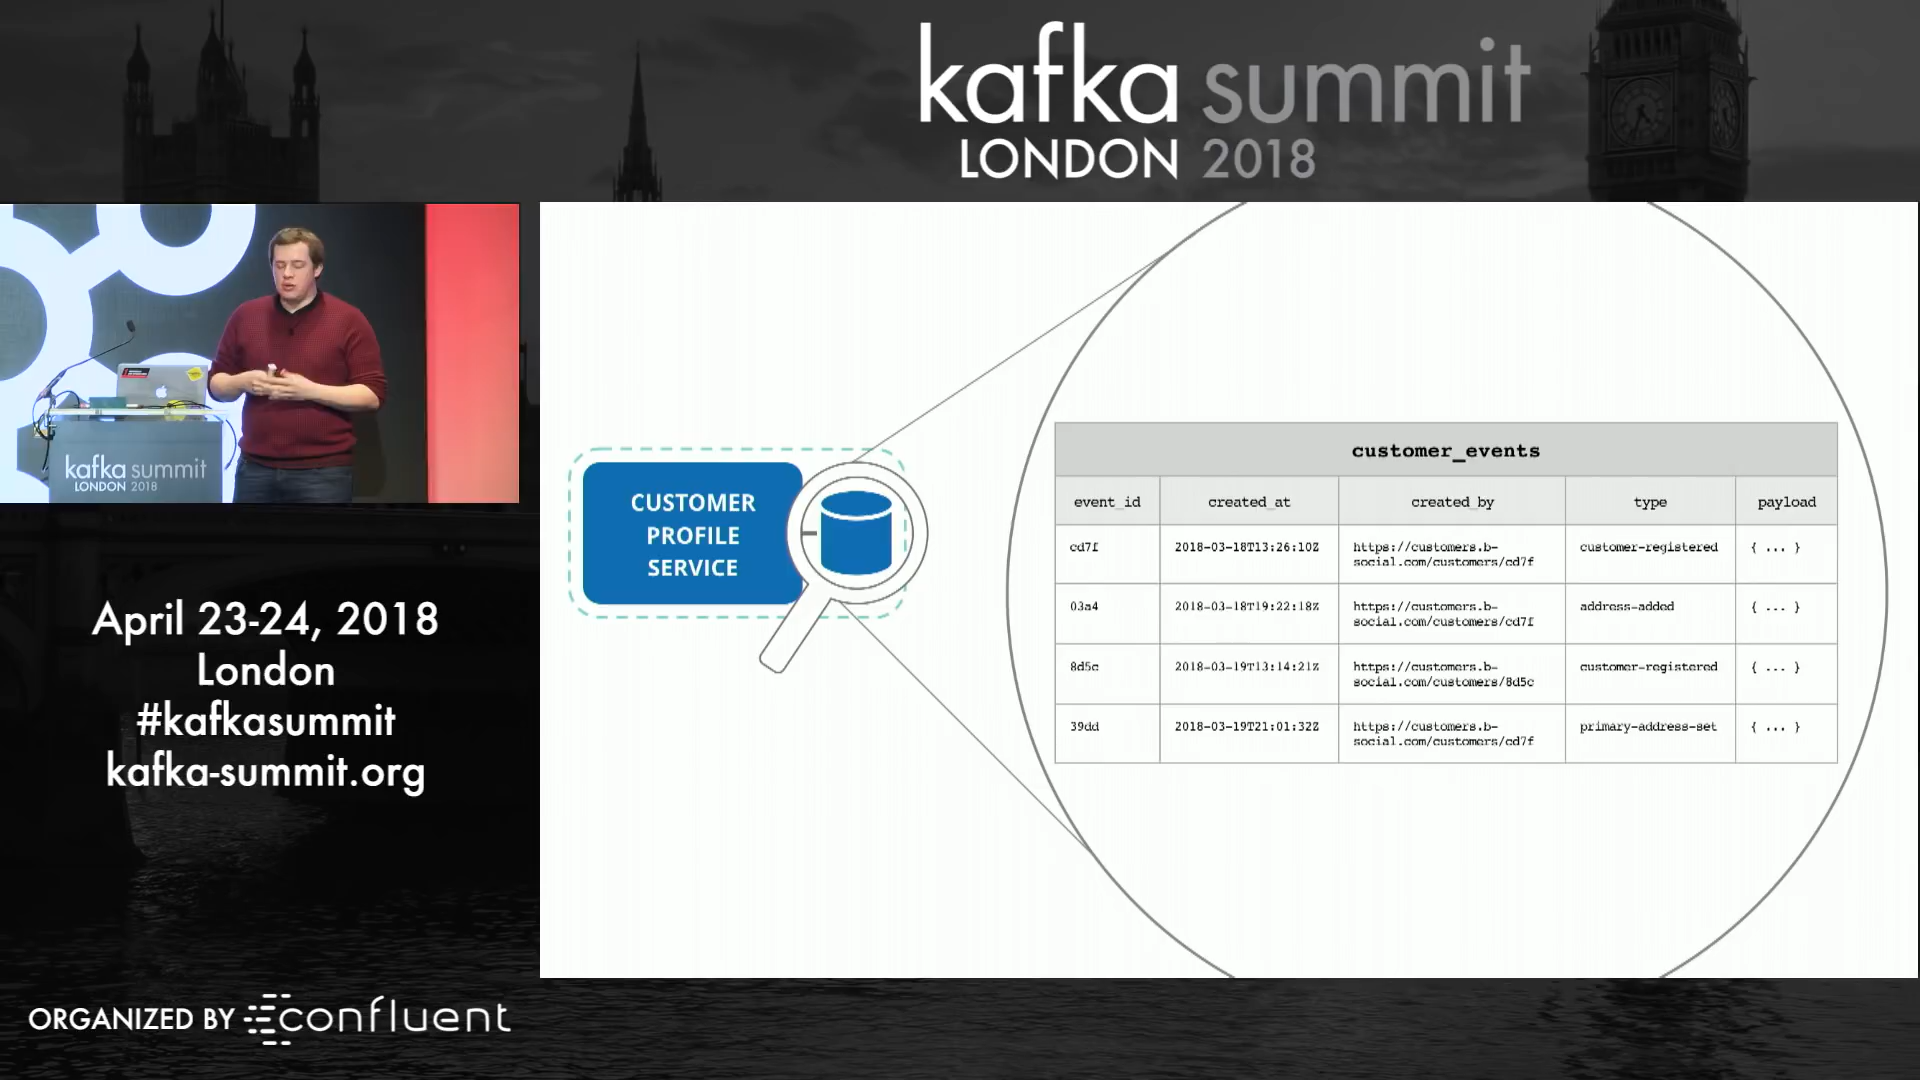 kafka summit
LONDON 2018
kafka summit
LONDON 2018
April 23-24, 2018
London
#kafkasummit
kafka-summit.org
ORGANIZED BY confluent
CUSTOMER
PROFILE
SERVICE
customer_events
event_id created_at created_by type payload
cd7f 2018-03-18T13:26:10Z https://customers.b-
social.com/customers/cd7f customer-registered { ... }
03a4 2018-03-18T19:22:18Z https://customers.b-
social.com/customers/cd7f address-added { ... }
8d5c 2018-03-19T13:14:21Z https://customers.b-
social.com/customers/8d5c customer-registered { ... }
39dd 2018-03-19T21:01:32Z https://customers.b-
social.com/customers/cd7f primary-address-set { ... }